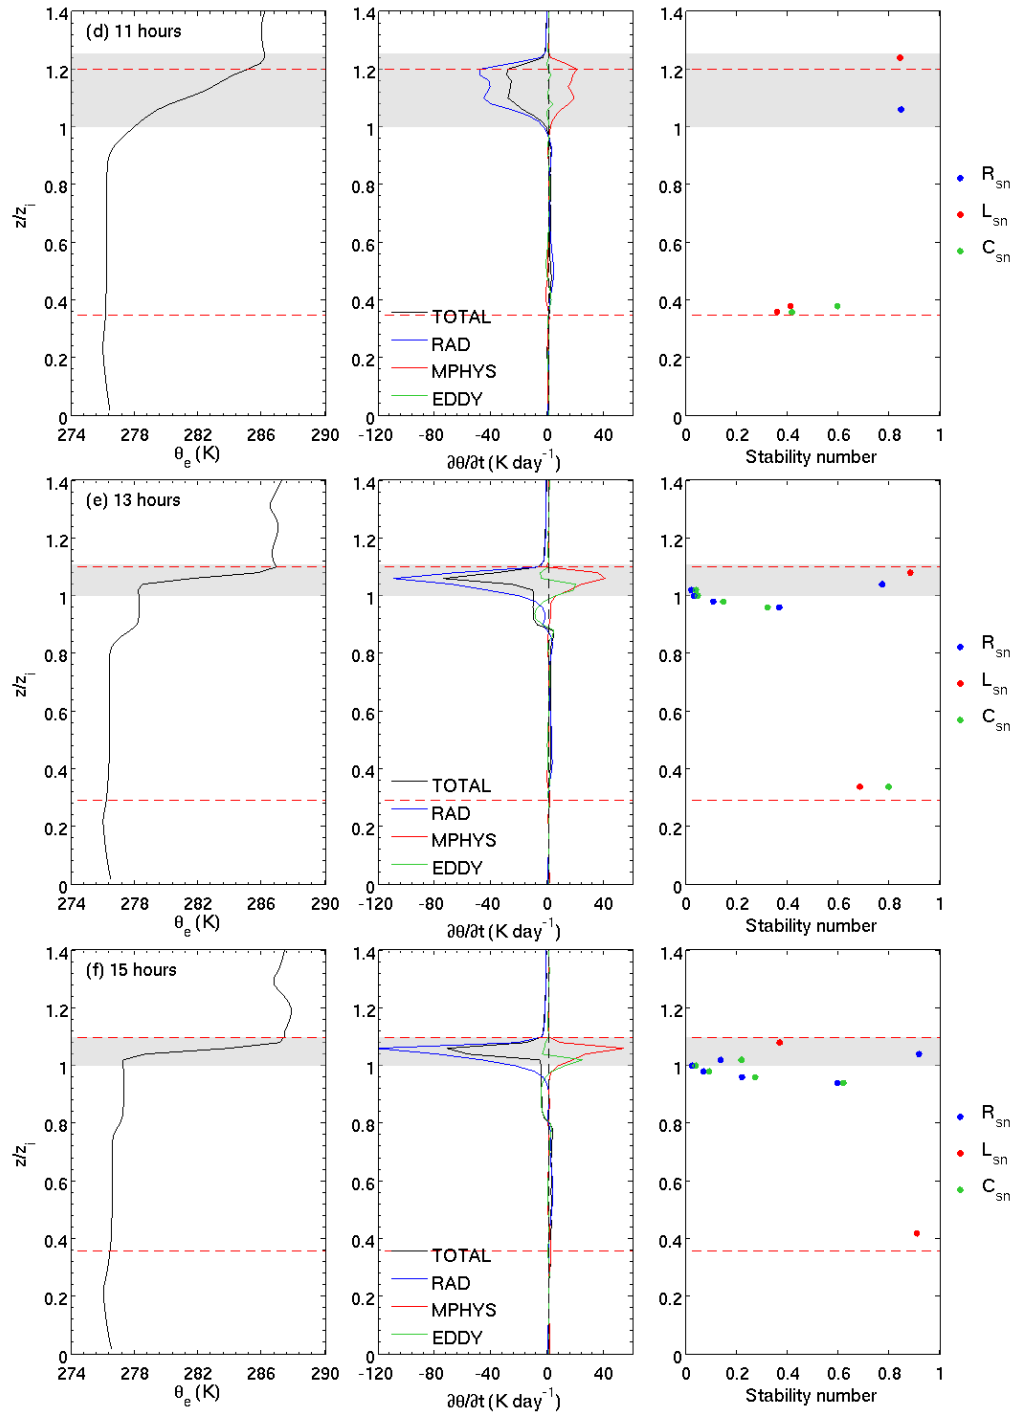 (d) 11 hours
z/z_i
1.4
1.2
1
0.8
0.6
0.4
0.2
0
274 278 282 286 290
θ_e (K)
TOTAL
RAD
MPHYS
EDDY
-120 -80 -40 0 40
∂θ/∂t (K day⁻¹)
1.4
1.2
1
0.8
0.6
0.4
0.2
0
0 0.2 0.4 0.6 0.8 1
Stability number
1.4
1.2
1
0.8
0.6
0.4
0.2
0
R_sn
L_sn
C_sn
(e) 13 hours
z/z_i
1.4
1.2
1
0.8
0.6
0.4
0.2
0
274 278 282 286 290
θ_e (K)
TOTAL
RAD
MPHYS
EDDY
-120 -80 -40 0 40
∂θ/∂t (K day⁻¹)
1.4
1.2
1
0.8
0.6
0.4
0.2
0
0 0.2 0.4 0.6 0.8 1
Stability number
1.4
1.2
1
0.8
0.6
0.4
0.2
0
R_sn
L_sn
C_sn
(f) 15 hours
z/z_i
1.4
1.2
1
0.8
0.6
0.4
0.2
0
274 278 282 286 290
θ_e (K)
TOTAL
RAD
MPHYS
EDDY
-120 -80 -40 0 40
∂θ/∂t (K day⁻¹)
1.4
1.2
1
0.8
0.6
0.4
0.2
0
0 0.2 0.4 0.6 0.8 1
Stability number
1.4
1.2
1
0.8
0.6
0.4
0.2
0
R_sn
L_sn
C_sn